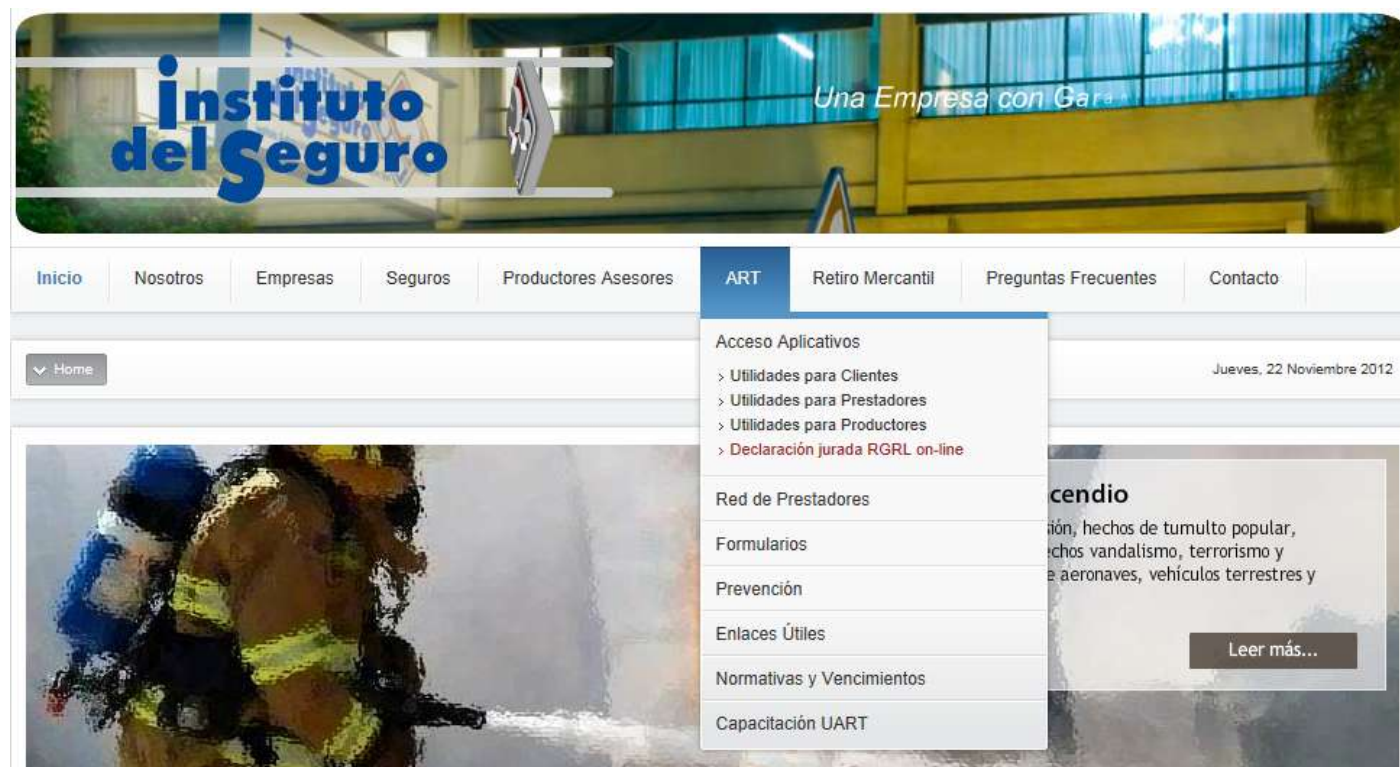 instituto
del Seguro
Una Empresa con Gara
Inicio
Nosotros
Empresas
Seguros
Productores Asesores
ART
Retiro Mercantil
Preguntas Frecuentes
Contacto
Home
Jueves, 22 Noviembre 2012
Acceso Aplicativos
> Utilidades para Clientes
> Utilidades para Prestadores
> Utilidades para Productores
> Declaración jurada RGRL on-line
Red de Prestadores
Formularios
Prevención
Enlaces Útiles
Normativas y Vencimientos
Capacitación UART
cendio
sión, hechos de tumulto popular,
echos vandalismo, terrorismo y
e aeronaves, vehículos terrestres y
Leer más...